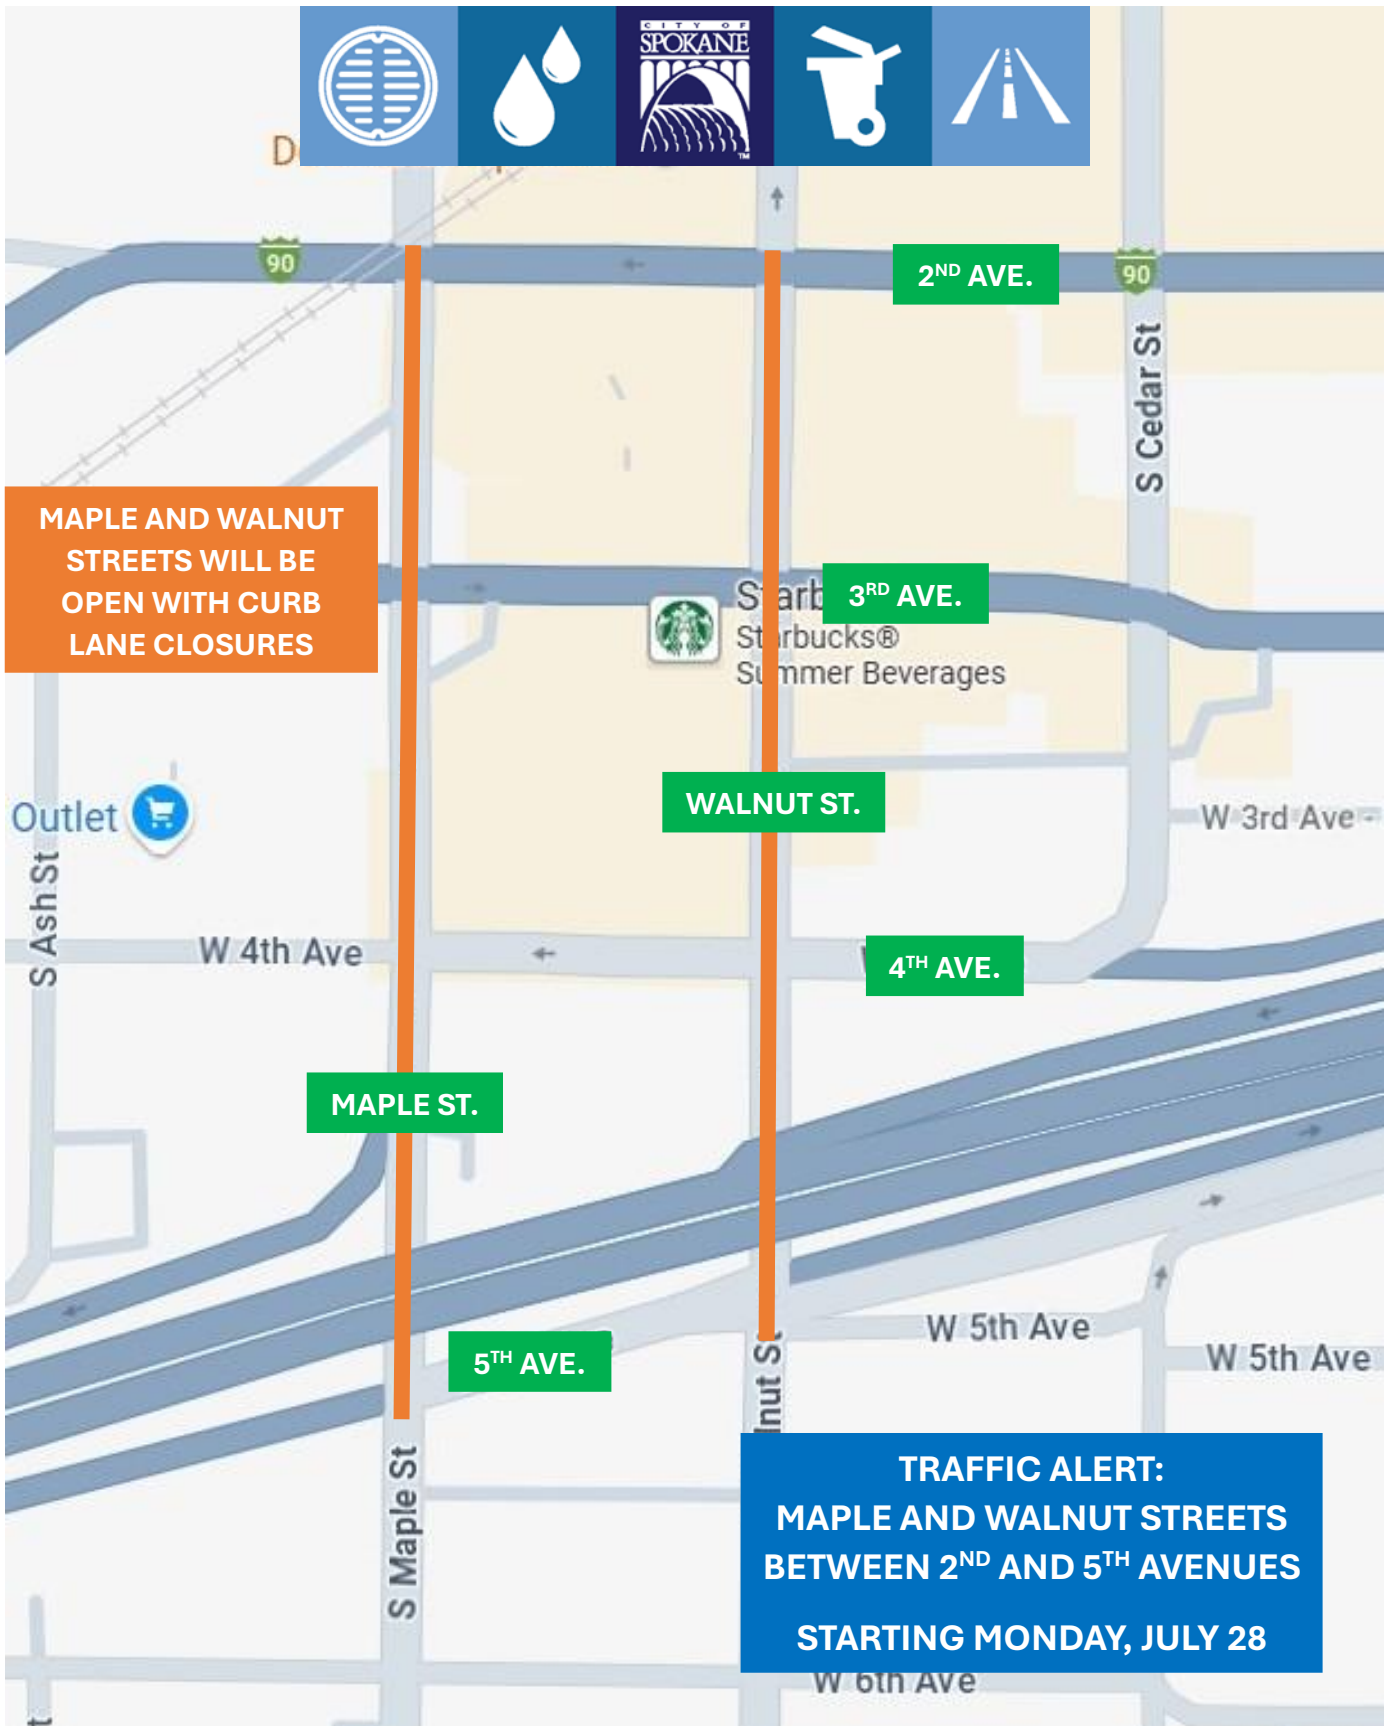 CITY OF
SPOKANE
TM
90
2ND AVE.
90
S Cedar St
MAPLE AND WALNUT
STREETS WILL BE
OPEN WITH CURB
LANE CLOSURES
3RD AVE.
Starbucks®
Summer Beverages
WALNUT ST.
Outlet
W 3rd Ave
S Ash St
W 4th Ave
4TH AVE.
MAPLE ST.
W 5th Ave
5TH AVE.
W 5th Ave
S Maple St
TRAFFIC ALERT:
MAPLE AND WALNUT STREETS
BETWEEN 2ND AND 5TH AVENUES
STARTING MONDAY, JULY 28
W 6th Ave